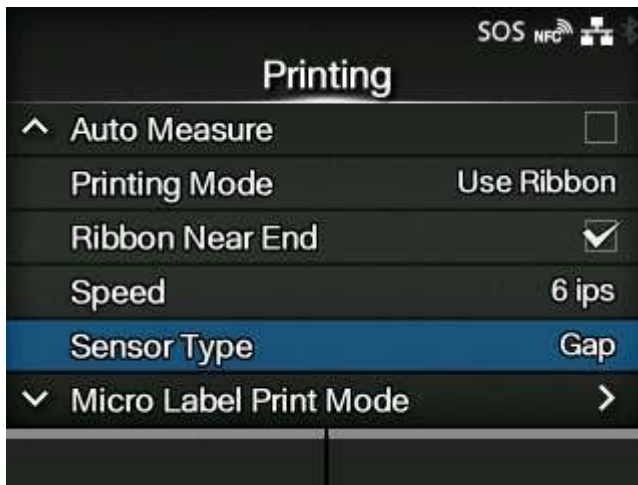 SOS NFC
Printing
Auto Measure
Printing Mode Use Ribbon
Ribbon Near End
Speed 6 ips
Sensor Type Gap
Micro Label Print Mode